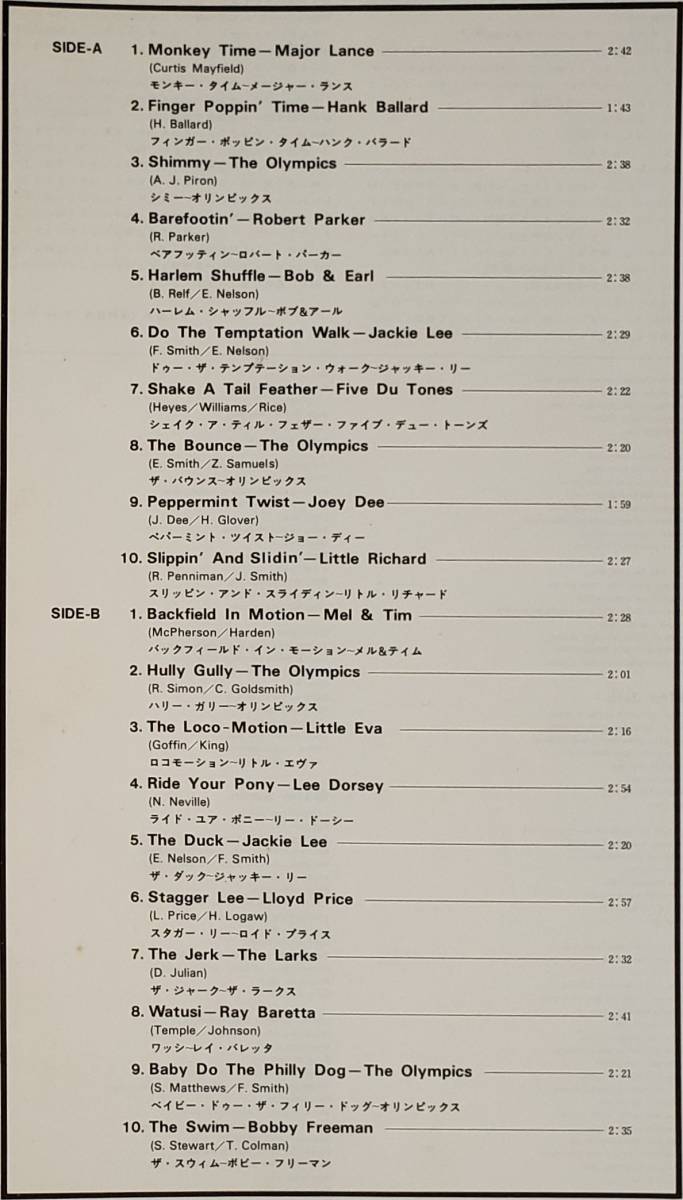 SIDE-A 1. Monkey Time—Major Lance 2:42
(Curtis Mayfield)
モンキー・タイム~メージャー・ランス
2. Finger Poppin' Time—Hank Ballard 1:43
(H. Ballard)
フィンガー・ポッピン・タイム~ハンク・バラード
3. Shimmy—The Olympics 2:38
(A. J. Piron)
シミー~オリンピックス
4. Barefootin'—Robert Parker 2:32
(R. Parker)
ベアフッティン~ロバート・パーカー
5. Harlem Shuffle—Bob & Earl 2:38
(B. Relf/E. Nelson)
ハーレム・シャッフル~ボブ&アール
6. Do The Temptation Walk—Jackie Lee 2:29
(F. Smith/E. Nelson)
ドゥー・ザ・テンプテーション・ウォーク~ジャッキー・リー
7. Shake A Tail Feather—Five Du Tones 2:22
(Heyes/Williams/Rice)
シェイク・ア・ティル・フェザー・ファイブ・デュー・トーンズ
8. The Bounce—The Olympics 2:20
(E. Smith/Z. Samuels)
ザ・バウンス~オリンピックス
9. Peppermint Twist—Joey Dee 1:59
(J. Dee/H. Glover)
ペパーミント・ツイスト~ジョー・ディー
10. Slippin' And Slidin'—Little Richard 2:27
(R. Penniman/J. Smith)
スリッピン・アンド・スライディン~リトル・リチャード
SIDE-B 1. Backfield In Motion—Mel & Tim 2:28
(McPherson/Harden)
バックフィールド・イン・モーション~メル&ティム
2. Hully Gully—The Olympics 2:01
(R. Simon/C. Goldsmith)
ハリー・ガリー~オリンピックス
3. The Loco-Motion—Little Eva 2:16
(Goffin/King)
ロコモーション~リトル・エヴァ
4. Ride Your Pony—Lee Dorsey 2:54
(N. Neville)
ライド・ユア・ポニー~リー・ドーシー
5. The Duck—Jackie Lee 2:20
(E. Nelson/F. Smith)
ザ・ダック~ジャッキー・リー
6. Stagger Lee—Lloyd Price 2:57
(L. Price/H. Logaw)
スタガー・リー~ロイド・プライス
7. The Jerk—The Larks 2:32
(D. Julian)
ザ・ジャーク~ザ・ラークス
8. Watusi—Ray Baretta 2:41
(Temple/Johnson)
ワッシ~レイ・バレッタ
9. Baby Do The Philly Dog—The Olympics 2:21
(S. Matthews/F. Smith)
ベイビー・ドゥー・ザ・フィリー・ドッグ~オリンピックス
10. The Swim—Bobby Freeman 2:35
(S. Stewart/T. Colman)
ザ・スウィム~ボビー・フリーマン